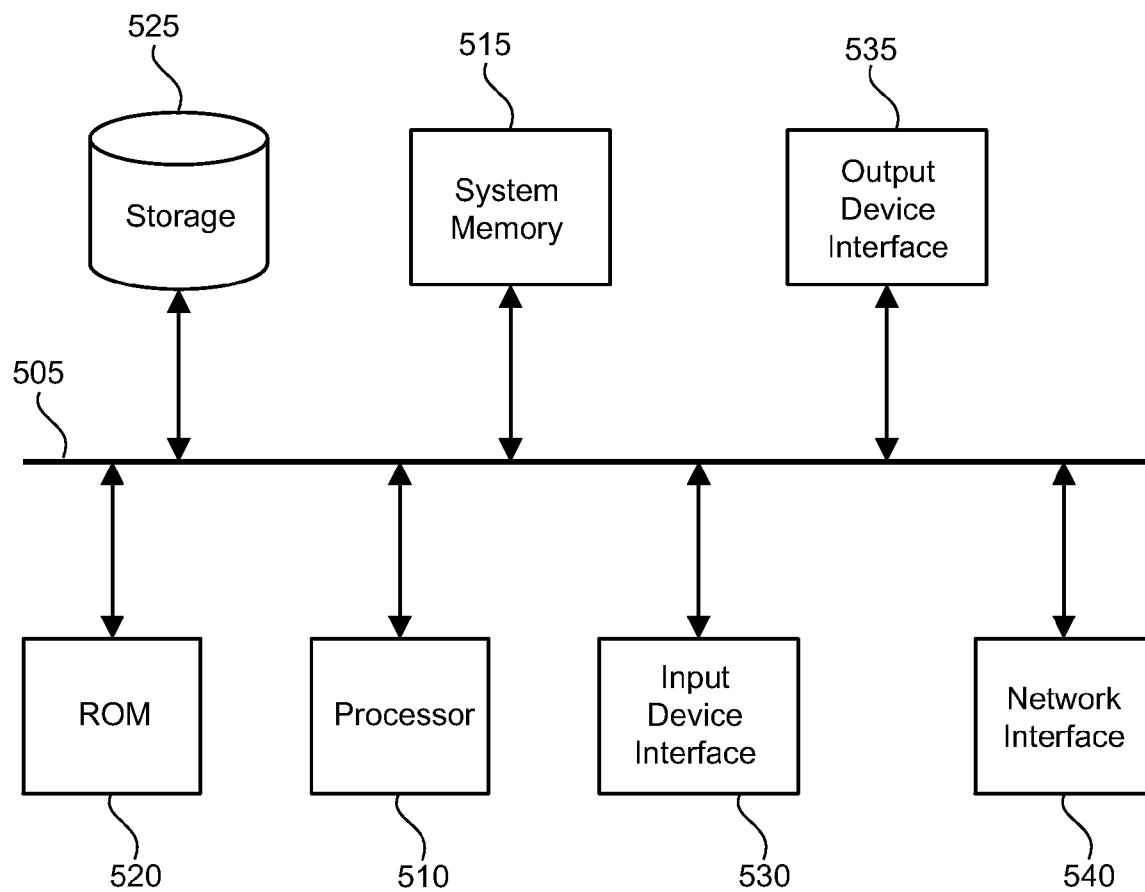 525
515
535
Storage
System
Memory
Output
Device
Interface
505
ROM
Processor
Input
Device
Interface
Network
Interface
520
510
530
540